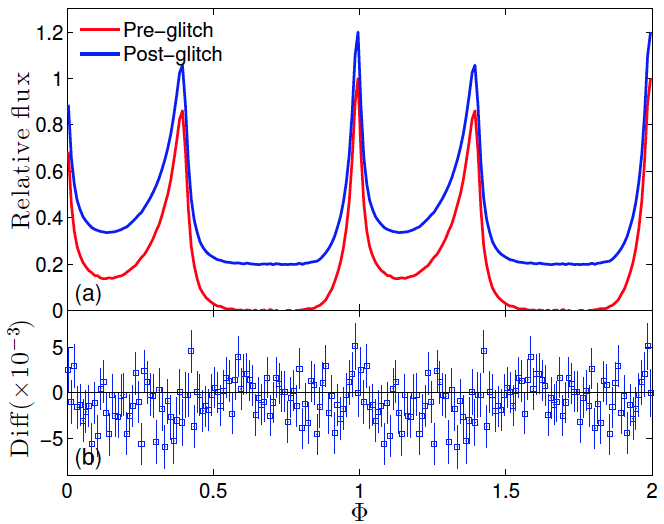 Pre−glitch
Post−glitch
Relative flux
1.2
1
0.8
0.6
0.4
0.2
0
(a)
Diff(×10⁻³)
5
0
−5
(b)
0
0.5
1
1.5
2
Φ